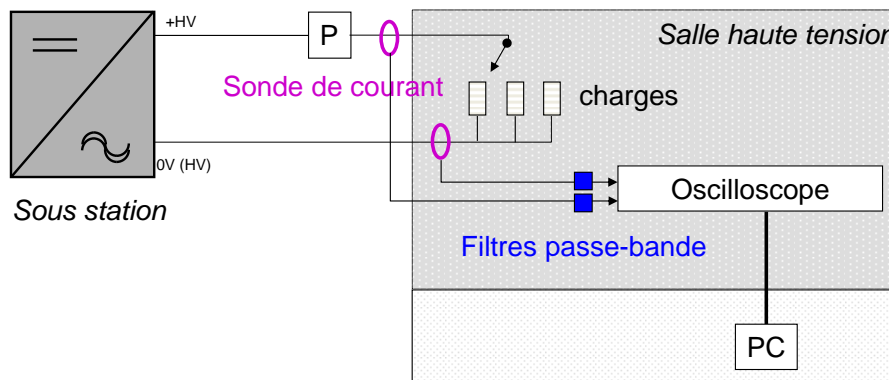 +HV
P
Salle haute tension
Sonde de courant
charges
0V (HV)
Sous station
Oscilloscope
Filtres passe-bande
PC